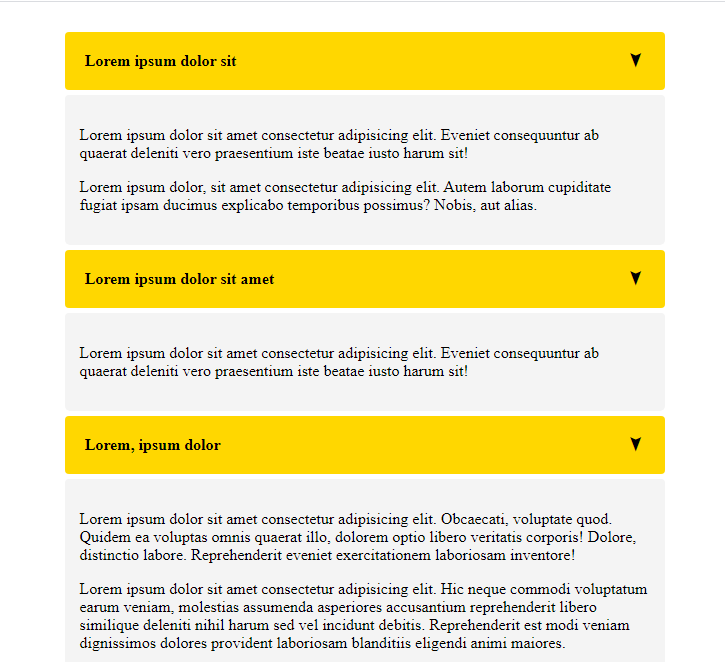 Lorem ipsum dolor sit
Lorem ipsum dolor sit amet consectetur adipisicing elit. Eveniet consequuntur ab
quaerat deleniti vero praesentium iste beatae iusto harum sit!
Lorem ipsum dolor, sit amet consectetur adipisicing elit. Autem laborum cupiditate
fugiat ipsam ducimus explicabo temporibus possimus? Nobis, aut alias.
Lorem ipsum dolor sit amet
Lorem ipsum dolor sit amet consectetur adipisicing elit. Eveniet consequuntur ab
quaerat deleniti vero praesentium iste beatae iusto harum sit!
Lorem, ipsum dolor
Lorem ipsum dolor sit amet consectetur adipisicing elit. Obcaecati, voluptate quod.
Quidem ea voluptas omnis quaerat illo, dolorem optio libero veritatis corporis! Dolore,
distinctio labore. Reprehenderit eveniet exercitationem laboriosam inventore!
Lorem ipsum dolor sit amet consectetur adipisicing elit. Hic neque commodi voluptatum
earum veniam, molestias assumenda asperiores accusantium reprehenderit libero
similique deleniti nihil harum sed vel incidunt debitis. Reprehenderit est modi veniam
dignissimos dolores provident laboriosam blanditiis eligendi animi maiores.